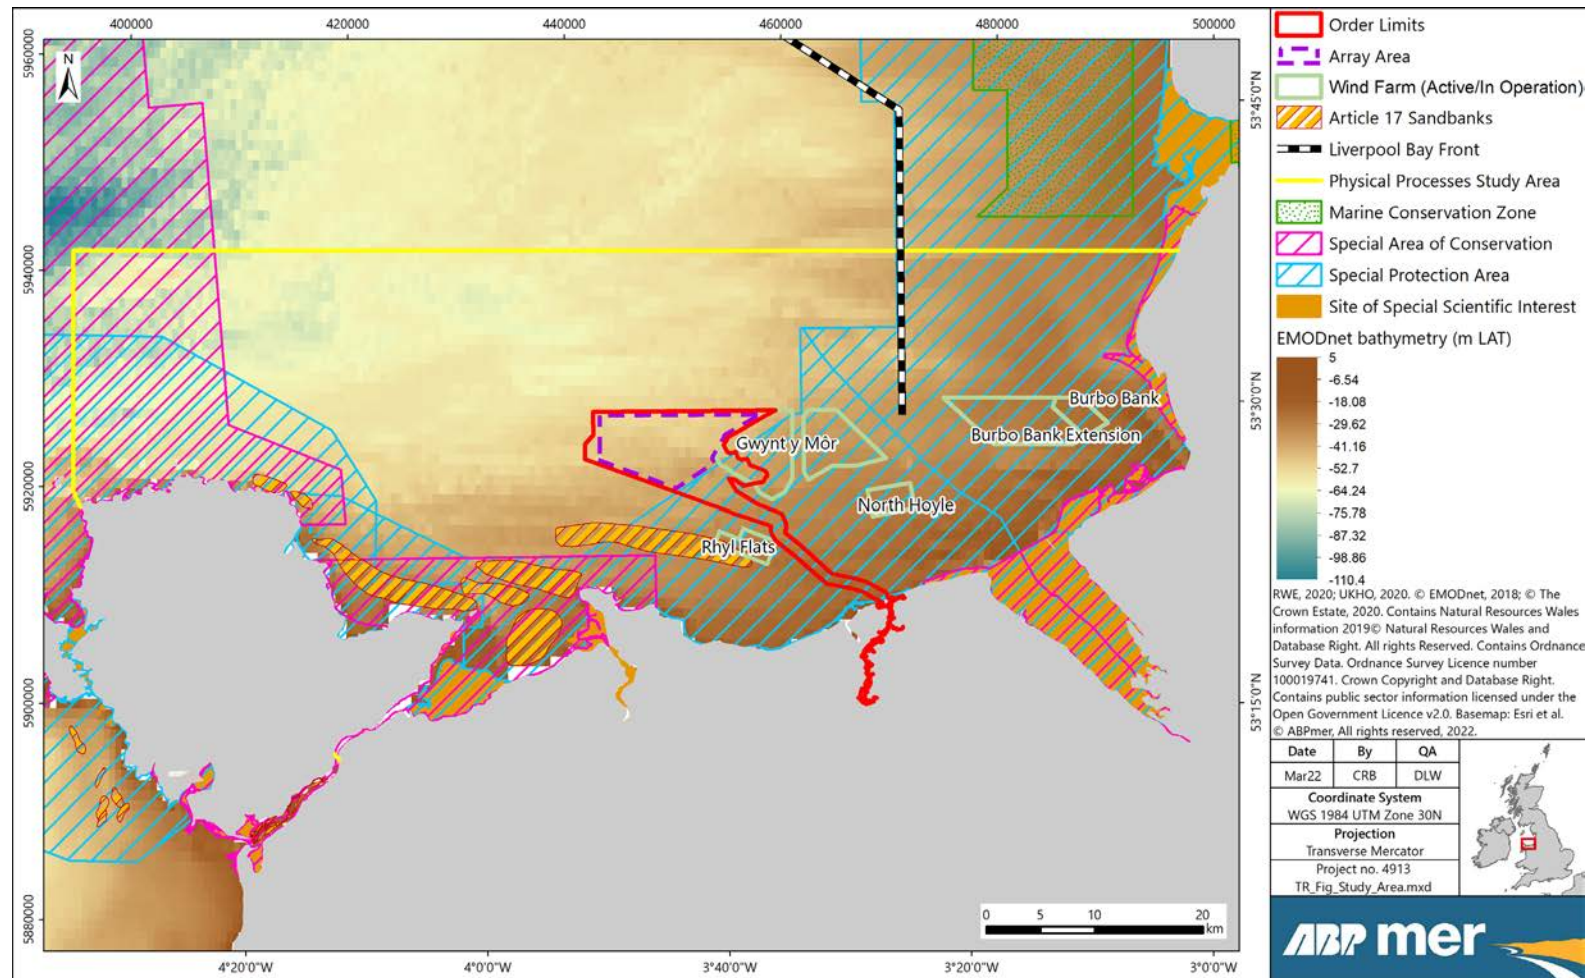 400000
420000
440000
460000
480000
500000
5960000
5940000
5920000
5900000
5880000
N
53°45'0"N
53°30'0"N
53°15'0"N
Gwynt y Môr
Burbo Bank
Burbo Bank Extension
North Hoyle
Rhyl Flats
0 5 10 20
km
4°20'0"W
4°0'0"W
3°40'0"W
3°20'0"W
3°0'0"W
Order Limits
Array Area
Wind Farm (Active/In Operation)
Article 17 Sandbanks
Liverpool Bay Front
Physical Processes Study Area
Marine Conservation Zone
Special Area of Conservation
Special Protection Area
Site of Special Scientific Interest
EMODnet bathymetry (m LAT)
5
-6.54
-18.08
-29.62
-41.16
-52.7
-64.24
-75.78
-87.32
-98.86
-110.4
RWE, 2020; UKHO, 2020. © EMODnet, 2018; © The
Crown Estate, 2020. Contains Natural Resources Wales
information 2019© Natural Resources Wales and
Database Right. All rights Reserved. Contains Ordnance
Survey Data. Ordnance Survey Licence number
100019741. Crown Copyright and Database Right.
Contains public sector information licensed under the
Open Government Licence v2.0. Basemap: Esri et al.
© ABPmer, All rights reserved, 2022.
Date By QA
Mar22 CRB DLW
Coordinate System
WGS 1984 UTM Zone 30N
Projection
Transverse Mercator
Project no. 4913
TR_Fig_Study_Area.mxd
ABP mer